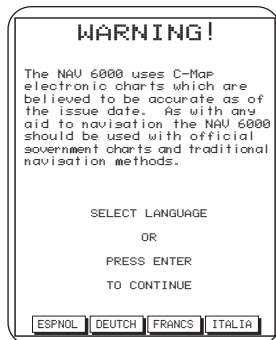 WARNING!
The NAV 6000 uses C-Map
electronic charts which are
believed to be accurate as of
the issue date.  As with any
aid to navigation the NAV 6000
should be used with official
government charts and traditional
navigation methods.
SELECT LANGUAGE
OR
PRESS ENTER
TO CONTINUE
ESPNOL DEUTCH FRANCS ITALIA